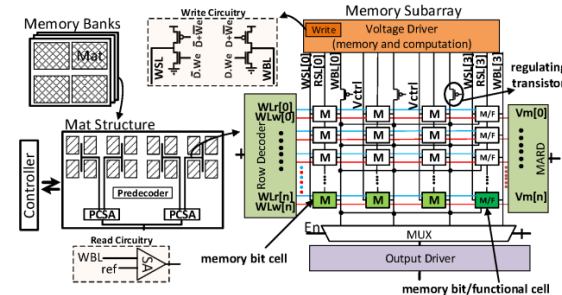 Memory Banks
Mat
Write Circuitry
D+We
D+We
WSL
WBL
D.We
D.We
Memory Subarray
Write
Voltage Driver
(memory and computation)
WSL[0]
RSL[0]
WBL[0]
Vctrl
Vctrl
WSL[3]
RSL[3]
WBL[3]
regulating
transistor
Mat Structure
Controller
Predecoder
PCSA
PCSA
Row Decoder
WLr[0]
WLw[0]
M
M
M
M/F
Vm[0]
M
M
M
M/F
M
M
M
M/F
WLr[n]
WLw[n]
M
M
M
M/F
Vm[n]
MARD
En
MUX
Output Driver
Read Circuitry
WBL
ref
SA
memory bit cell
memory bit/functional cell